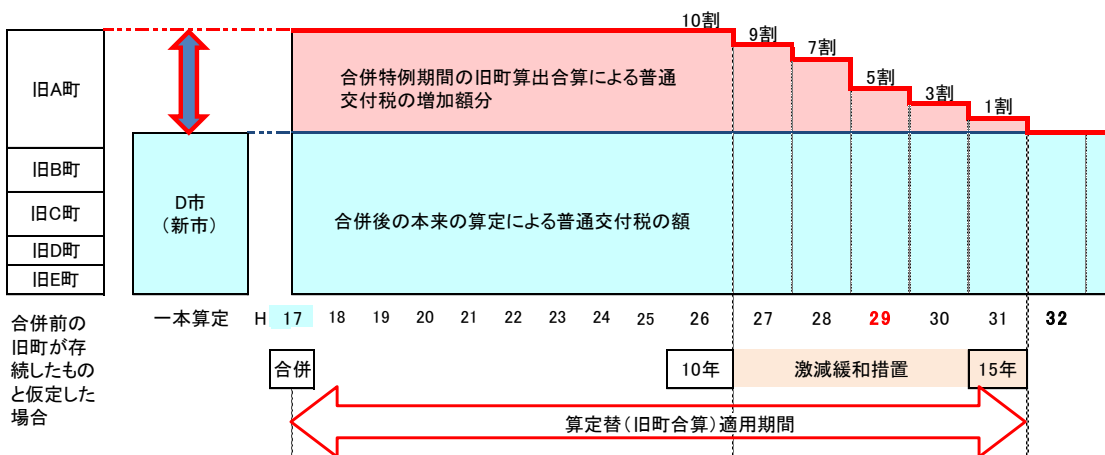 10割
9割
7割
5割
3割
1割
旧A町
旧B町
旧C町
旧D町
旧E町
D市
(新市)
合併特例期間の旧町算出合算による普通
交付税の増加額分
合併後の本来の算定による普通交付税の額
合併前の
旧町が存
続したもの
と仮定した
場合
一本算定
H 17 18 19 20 21 22 23 24 25 26 27 28 29 30 31 32
合併
10年
激減緩和措置
15年
算定替(旧町合算)適用期間